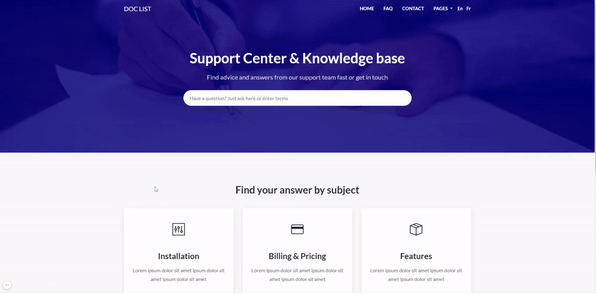 DOC LIST
HOME FAQ CONTACT PAGES En Fr
Support Center & Knowledge base
Find advice and answers from our support team fast or get in touch
Have a question? Just ask here or enter terms
Find your answer by subject
Installation Billing & Pricing Features
Lorem ipsum dolor sit amet ipsum dolor sit Lorem ipsum dolor sit amet ipsum dolor sit Lorem ipsum dolor sit amet ipsum dolor sit
amet ipsum dolor sit amet amet ipsum dolor sit amet amet ipsum dolor sit amet